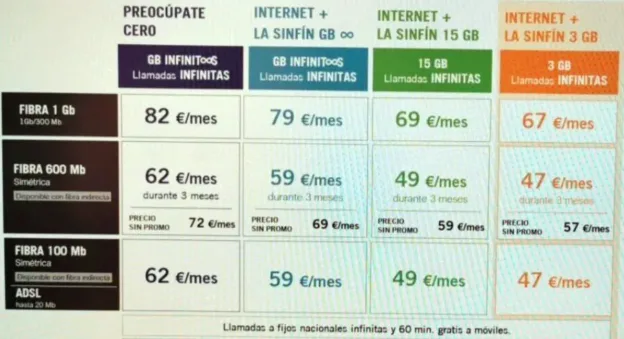 PREOCÚPATE
CERO
INTERNET +
LA SINFÍN GB ∞
INTERNET +
LA SINFÍN 15 GB
INTERNET +
LA SINFÍN 3 GB
GB INFINIT∞S
Llamadas INFINITAS
GB INFINIT∞S
Llamadas INFINITAS
15 GB
Llamadas INFINITAS
3 GB
Llamadas INFINITAS
FIBRA 1 Gb
1Gb/300 Mb
82 €/mes
79 €/mes
69 €/mes
67 €/mes
FIBRA 600 Mb
Simétrica
Disponible con fibra indirecta
62 €/mes
durante 3 meses
PRECIO
SIN PROMO 72 €/mes
59 €/mes
durante 3 meses
PRECIO
SIN PROMO 69 €/mes
49 €/mes
durante 3 meses
PRECIO
SIN PROMO 59 €/mes
47 €/mes
durante 3 meses
PRECIO
SIN PROMO 57 €/mes
FIBRA 100 Mb
Simétrica
Disponible con fibra indirecta
ADSL
hasta 20 Mb
62 €/mes
59 €/mes
49 €/mes
47 €/mes
Llamadas a fijos nacionales infinitas y 60 min. gratis a móviles.